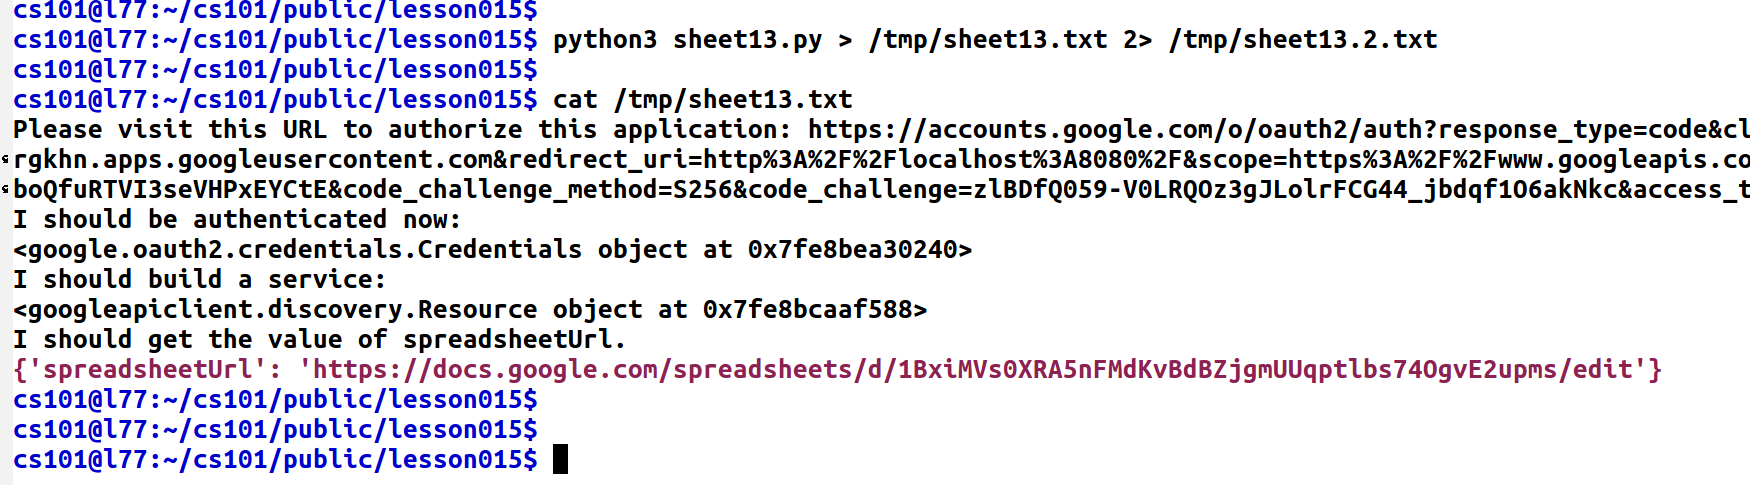 cs101@l77:~/cs101/public/lesson015$
cs101@l77:~/cs101/public/lesson015$ python3 sheet13.py > /tmp/sheet13.txt 2> /tmp/sheet13.2.txt
cs101@l77:~/cs101/public/lesson015$
cs101@l77:~/cs101/public/lesson015$ cat /tmp/sheet13.txt
Please visit this URL to authorize this application: https://accounts.google.com/o/oauth2/auth?response_type=code&cl
rgkhn.apps.googleusercontent.com&redirect_uri=http%3A%2F%2Flocalhost%3A8080%2F&scope=https%3A%2F%2Fwww.googleapis.co
boQfuRTVI3seVHPxEYCtE&code_challenge_method=S256&code_challenge=zlBDfQ059-V0LRQOz3gJLolrFCG44_jbdqf1O6akNkc&access_t
I should be authenticated now:
<google.oauth2.credentials.Credentials object at 0x7fe8bea30240>
I should build a service:
<googleapiclient.discovery.Resource object at 0x7fe8bcaaf588>
I should get the value of spreadsheetUrl.
{'spreadsheetUrl': 'https://docs.google.com/spreadsheets/d/1BxiMVs0XRA5nFMdKvBdBZjgmUUqptlbs74OgvE2upms/edit'}
cs101@l77:~/cs101/public/lesson015$
cs101@l77:~/cs101/public/lesson015$
cs101@l77:~/cs101/public/lesson015$